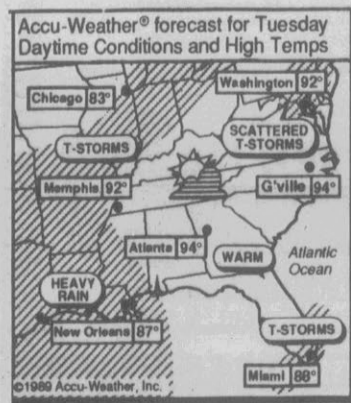 Accu-Weather® forecast for Tuesday
Daytime Conditions and High Temps
Washington 92°
Chicago 83°
SCATTERED
T-STORMS
T-STORMS
Memphis 92°
G'ville 94°
Atlanta 94°
WARM
Atlantic
Ocean
HEAVY
RAIN
New Orleans 87°
T-STORMS
Miami 88°
©1989 Accu-Weather, Inc.